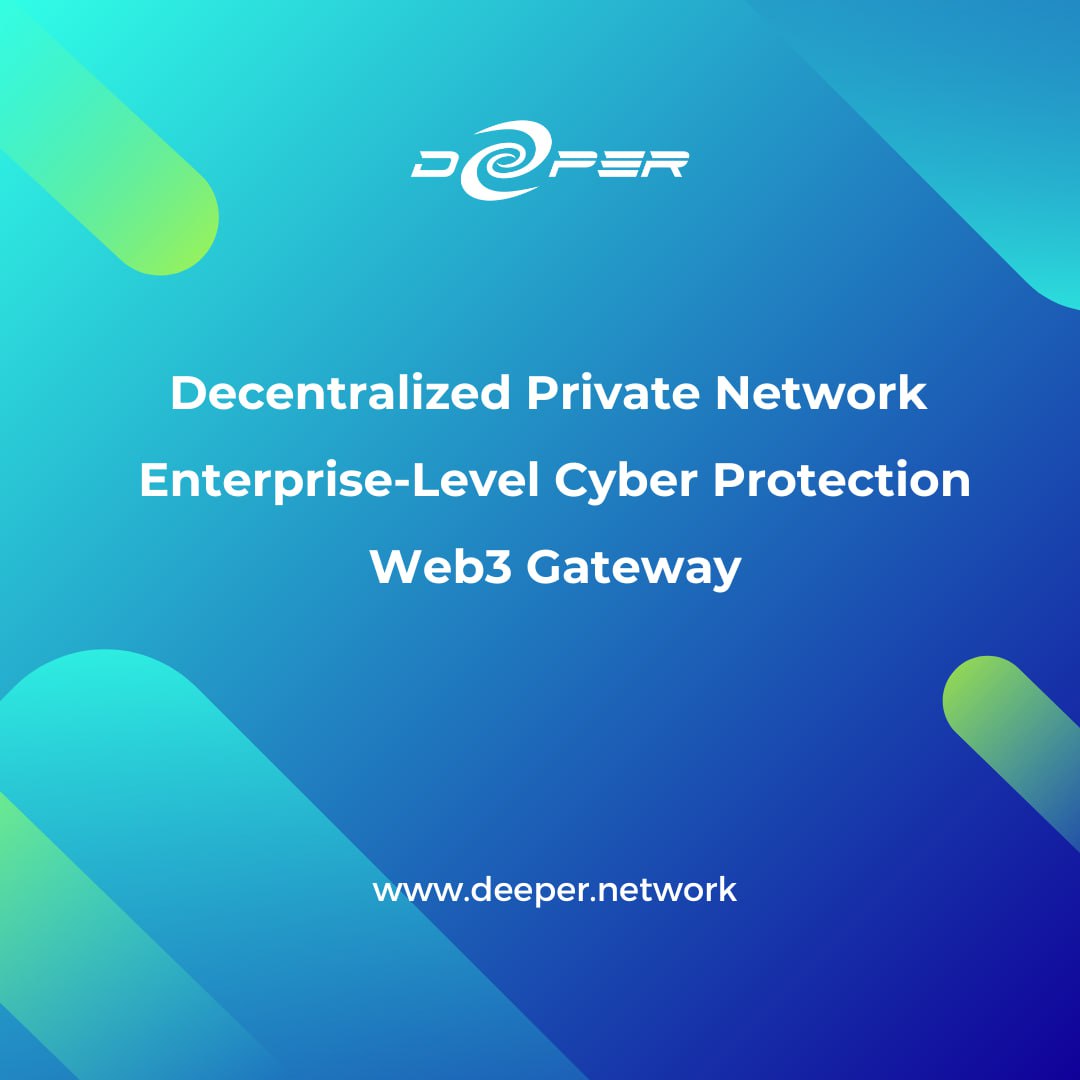 DEEPER
Decentralized Private Network
Enterprise-Level Cyber Protection
Web3 Gateway
www.deeper.network